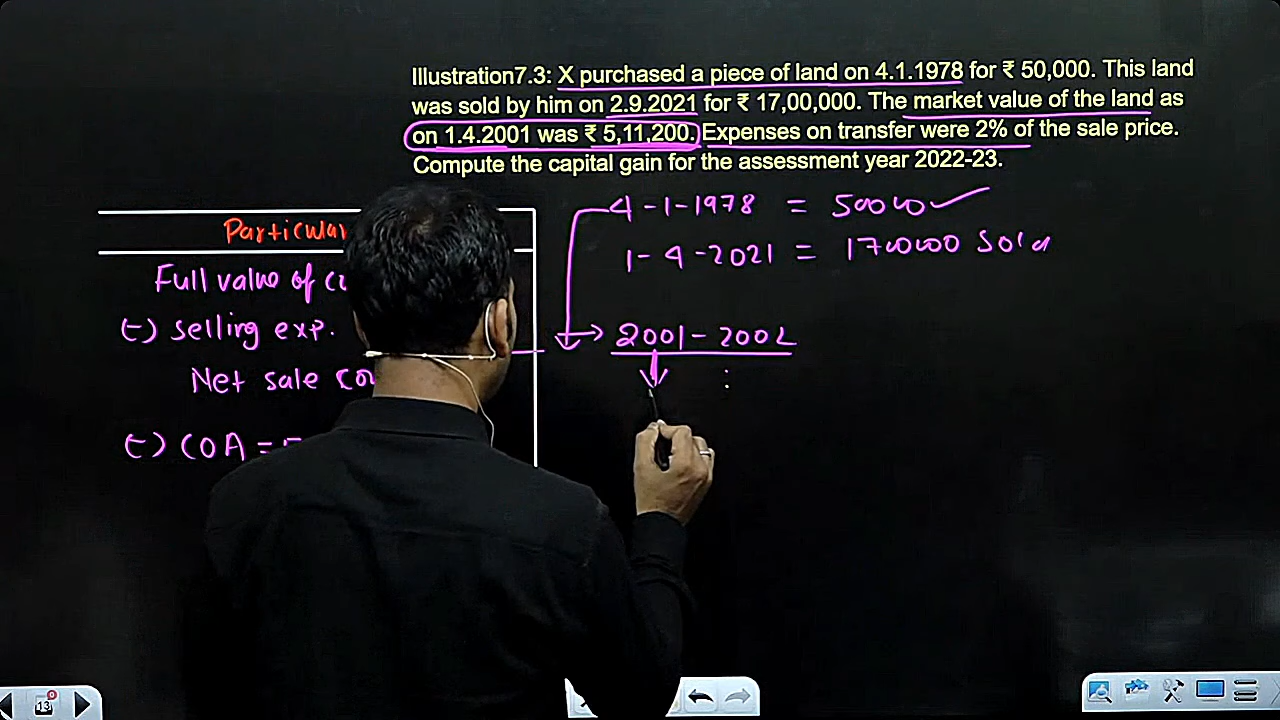 Illustration7.3: X purchased a piece of land on 4.1.1978 for ₹ 50,000. This land
was sold by him on 2.9.2021 for ₹ 17,00,000. The market value of the land as
on 1.4.2001 was ₹ 5,11,200. Expenses on transfer were 2% of the sale price.
Compute the capital gain for the assessment year 2022-23.
4-1-1978 = 50000
1-4-2021 = 1700000 Sold
Particular
Full value of
(-) Selling exp.
2001-2002
Net sale
(-) COA =
13
0